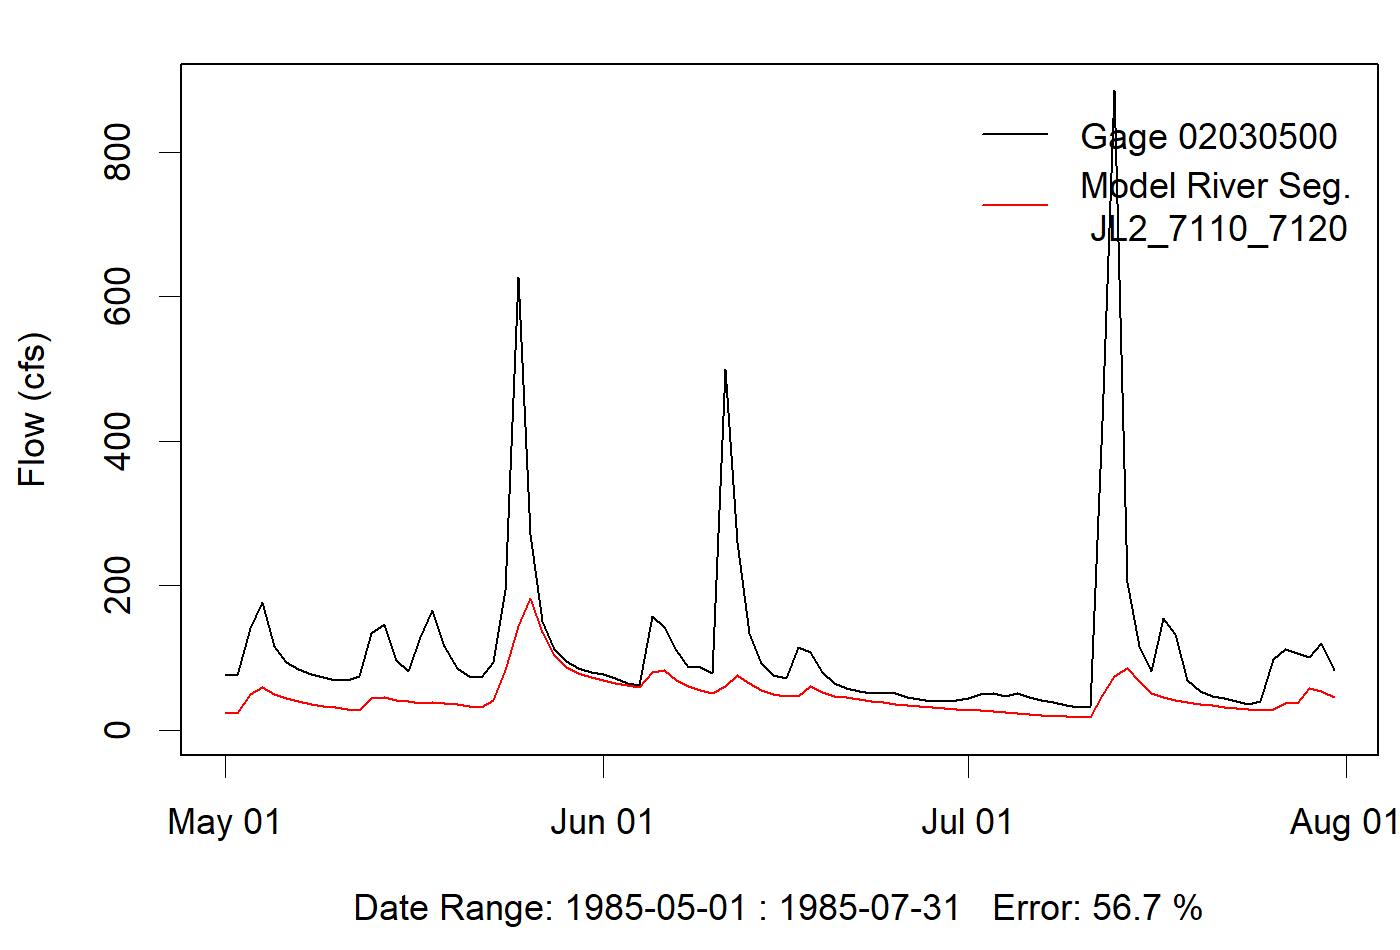 Gage 02030500
Model River Seg.
JL2_7110_7120
Flow (cfs)
800
600
400
200
0
May 01
Jun 01
Jul 01
Aug 01
Date Range: 1985-05-01 : 1985-07-31 Error: 56.7 %